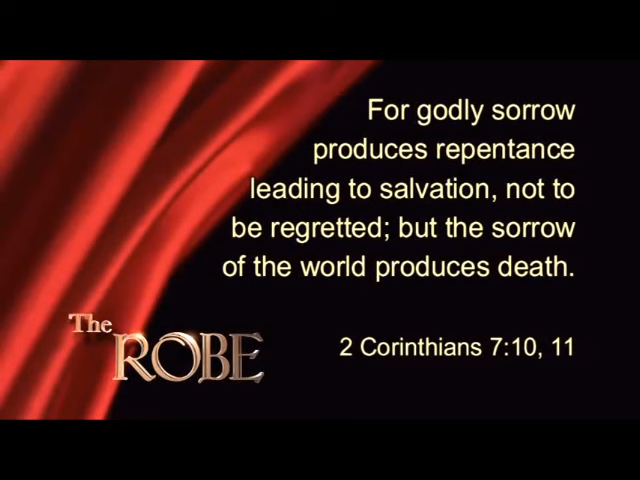 For godly sorrow
produces repentance
leading to salvation, not to
be regretted; but the sorrow
of the world produces death.
2 Corinthians 7:10, 11
The
ROBE